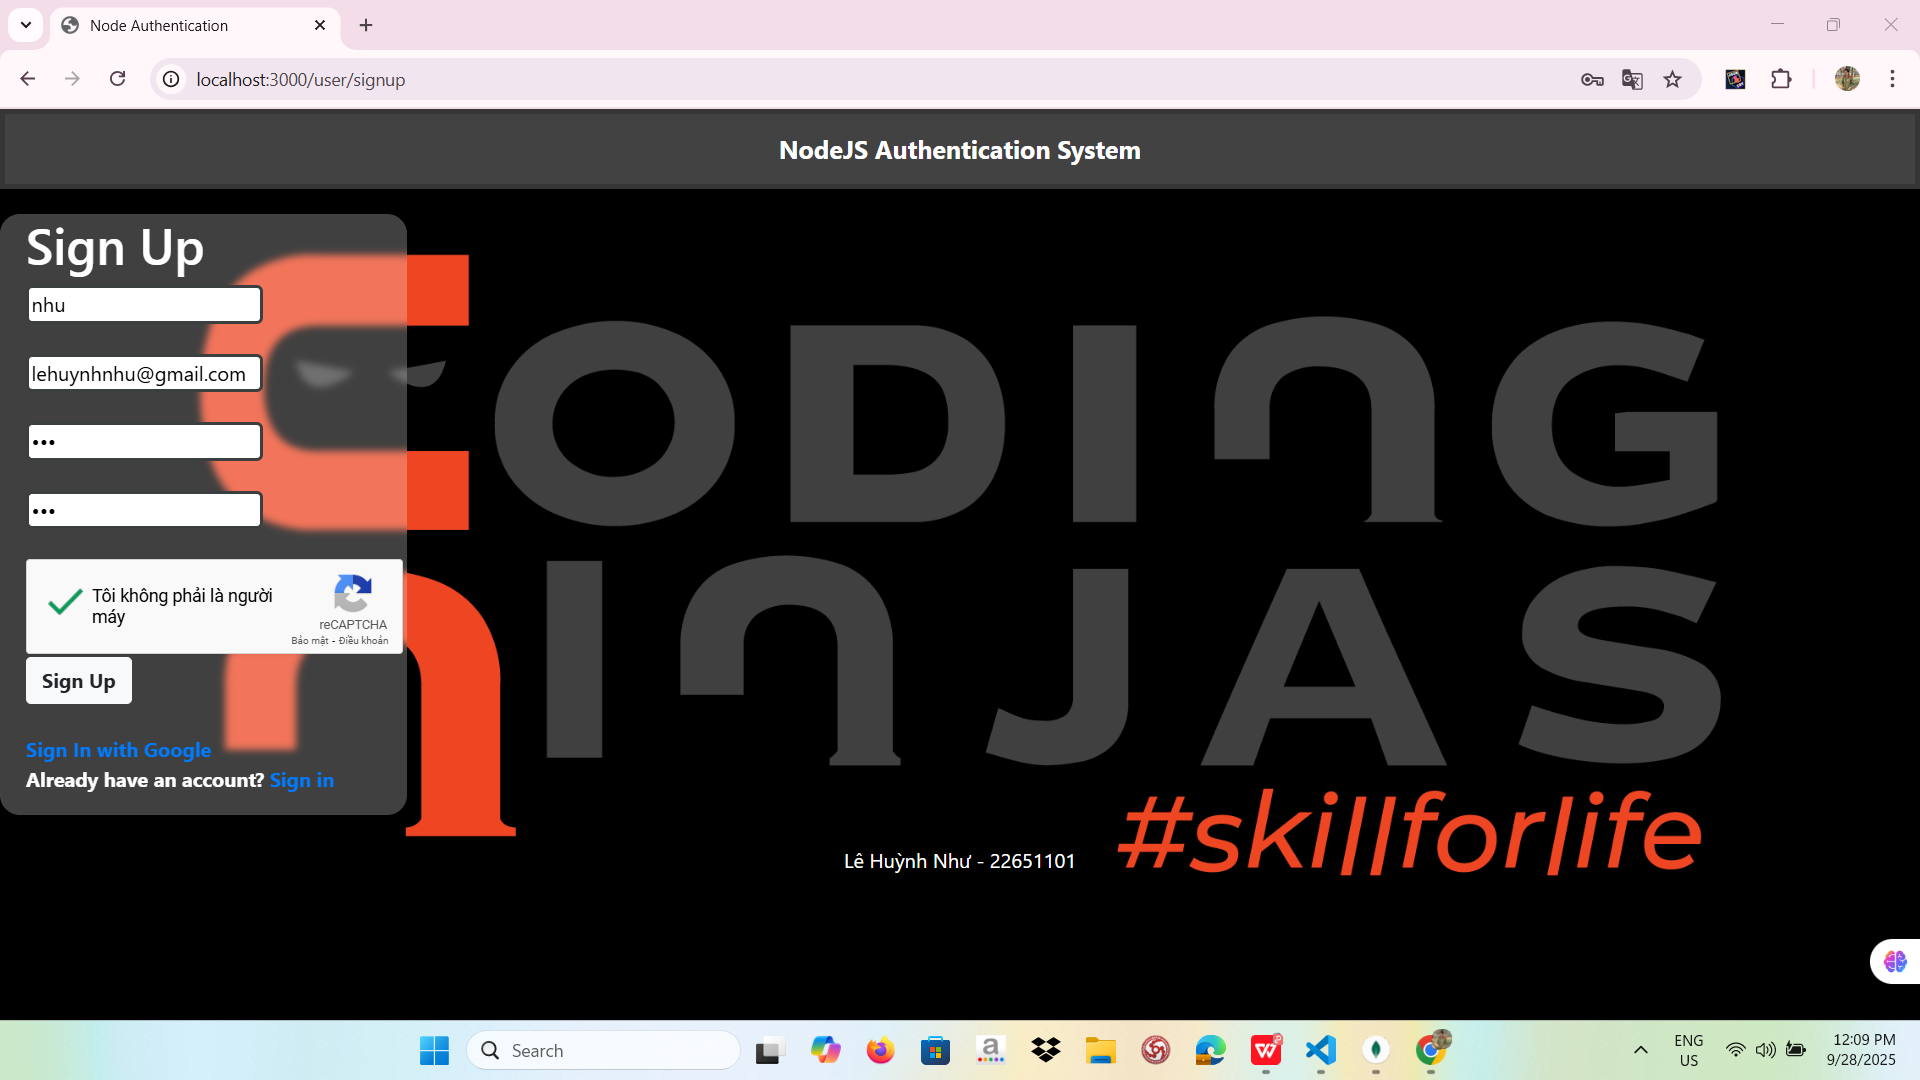 Node Authentication
localhost:3000/user/signup
NodeJS Authentication System
Sign Up
nhu
lehuynhnhu@gmail.com
•••
•••
Tôi không phải là người
máy
reCAPTCHA
Bảo mật - Điều khoản
Sign Up
Sign In with Google
Already have an account? Sign in
CODING
NINJAS
#skillforlife
Lê Huỳnh Như - 22651101
Search
ENG
US
12:09 PM
9/28/2025